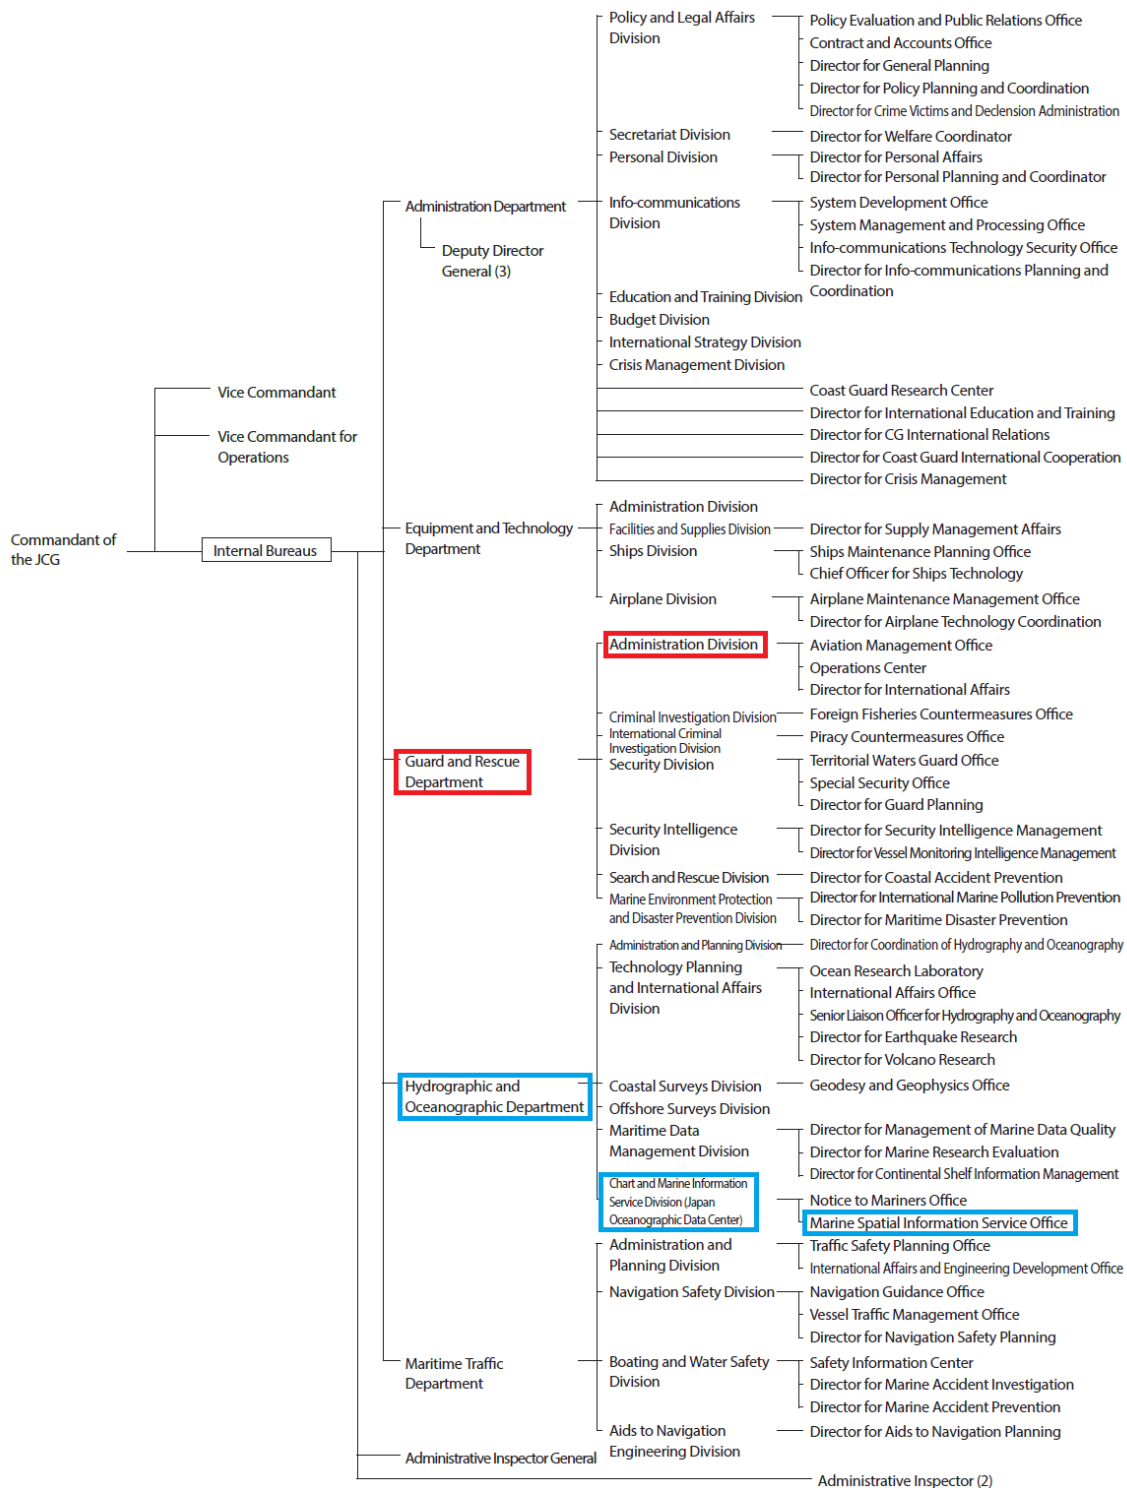 Commandant of
the JCG
Vice Commandant
Vice Commandant for
Operations
Internal Bureaus
Administration Department
Deputy Director
General (3)
Policy and Legal Affairs
Division
Policy Evaluation and Public Relations Office
Contract and Accounts Office
Director for General Planning
Director for Policy Planning and Coordination
Director for Crime Victims and Declension Administration
Secretariat Division
Director for Welfare Coordinator
Personal Division
Director for Personal Affairs
Director for Personal Planning and Coordinator
Info-communications
Division
System Development Office
System Management and Processing Office
Info-communications Technology Security Office
Director for Info-communications Planning and
Coordination
Education and Training Division
Budget Division
International Strategy Division
Crisis Management Division
Coast Guard Research Center
Director for International Education and Training
Director for CG International Relations
Director for Coast Guard International Cooperation
Director for Crisis Management
Equipment and Technology
Department
Administration Division
Facilities and Supplies Division
Director for Supply Management Affairs
Ships Division
Ships Maintenance Planning Office
Chief Officer for Ships Technology
Airplane Division
Airplane Maintenance Management Office
Director for Airplane Technology Coordination
Guard and Rescue
Department
Administration Division
Aviation Management Office
Operations Center
Director for International Affairs
Criminal Investigation Division
Foreign Fisheries Countermeasures Office
International Criminal
Investigation Division
Piracy Countermeasures Office
Security Division
Territorial Waters Guard Office
Special Security Office
Director for Guard Planning
Security Intelligence
Division
Director for Security Intelligence Management
Director for Vessel Monitoring Intelligence Management
Search and Rescue Division
Director for Coastal Accident Prevention
Marine Environment Protection
and Disaster Prevention Division
Director for International Marine Pollution Prevention
Director for Maritime Disaster Prevention
Hydrographic and
Oceanographic Department
Administration and Planning Division
Director for Coordination of Hydrography and Oceanography
Technology Planning
and International Affairs
Division
Ocean Research Laboratory
International Affairs Office
Senior Liaison Officer for Hydrography and Oceanography
Director for Earthquake Research
Director for Volcano Research
Coastal Surveys Division
Geodesy and Geophysics Office
Offshore Surveys Division
Maritime Data
Management Division
Director for Management of Marine Data Quality
Director for Marine Research Evaluation
Director for Continental Shelf Information Management
Chart and Marine Information
Service Division (Japan
Oceanographic Data Center)
Notice to Mariners Office
Marine Spatial Information Service Office
Maritime Traffic
Department
Administration and
Planning Division
Traffic Safety Planning Office
International Affairs and Engineering Development Office
Navigation Safety Division
Navigation Guidance Office
Vessel Traffic Management Office
Director for Navigation Safety Planning
Boating and Water Safety
Division
Safety Information Center
Director for Marine Accident Investigation
Director for Marine Accident Prevention
Aids to Navigation
Engineering Division
Director for Aids to Navigation Planning
Administrative Inspector General
Administrative Inspector (2)